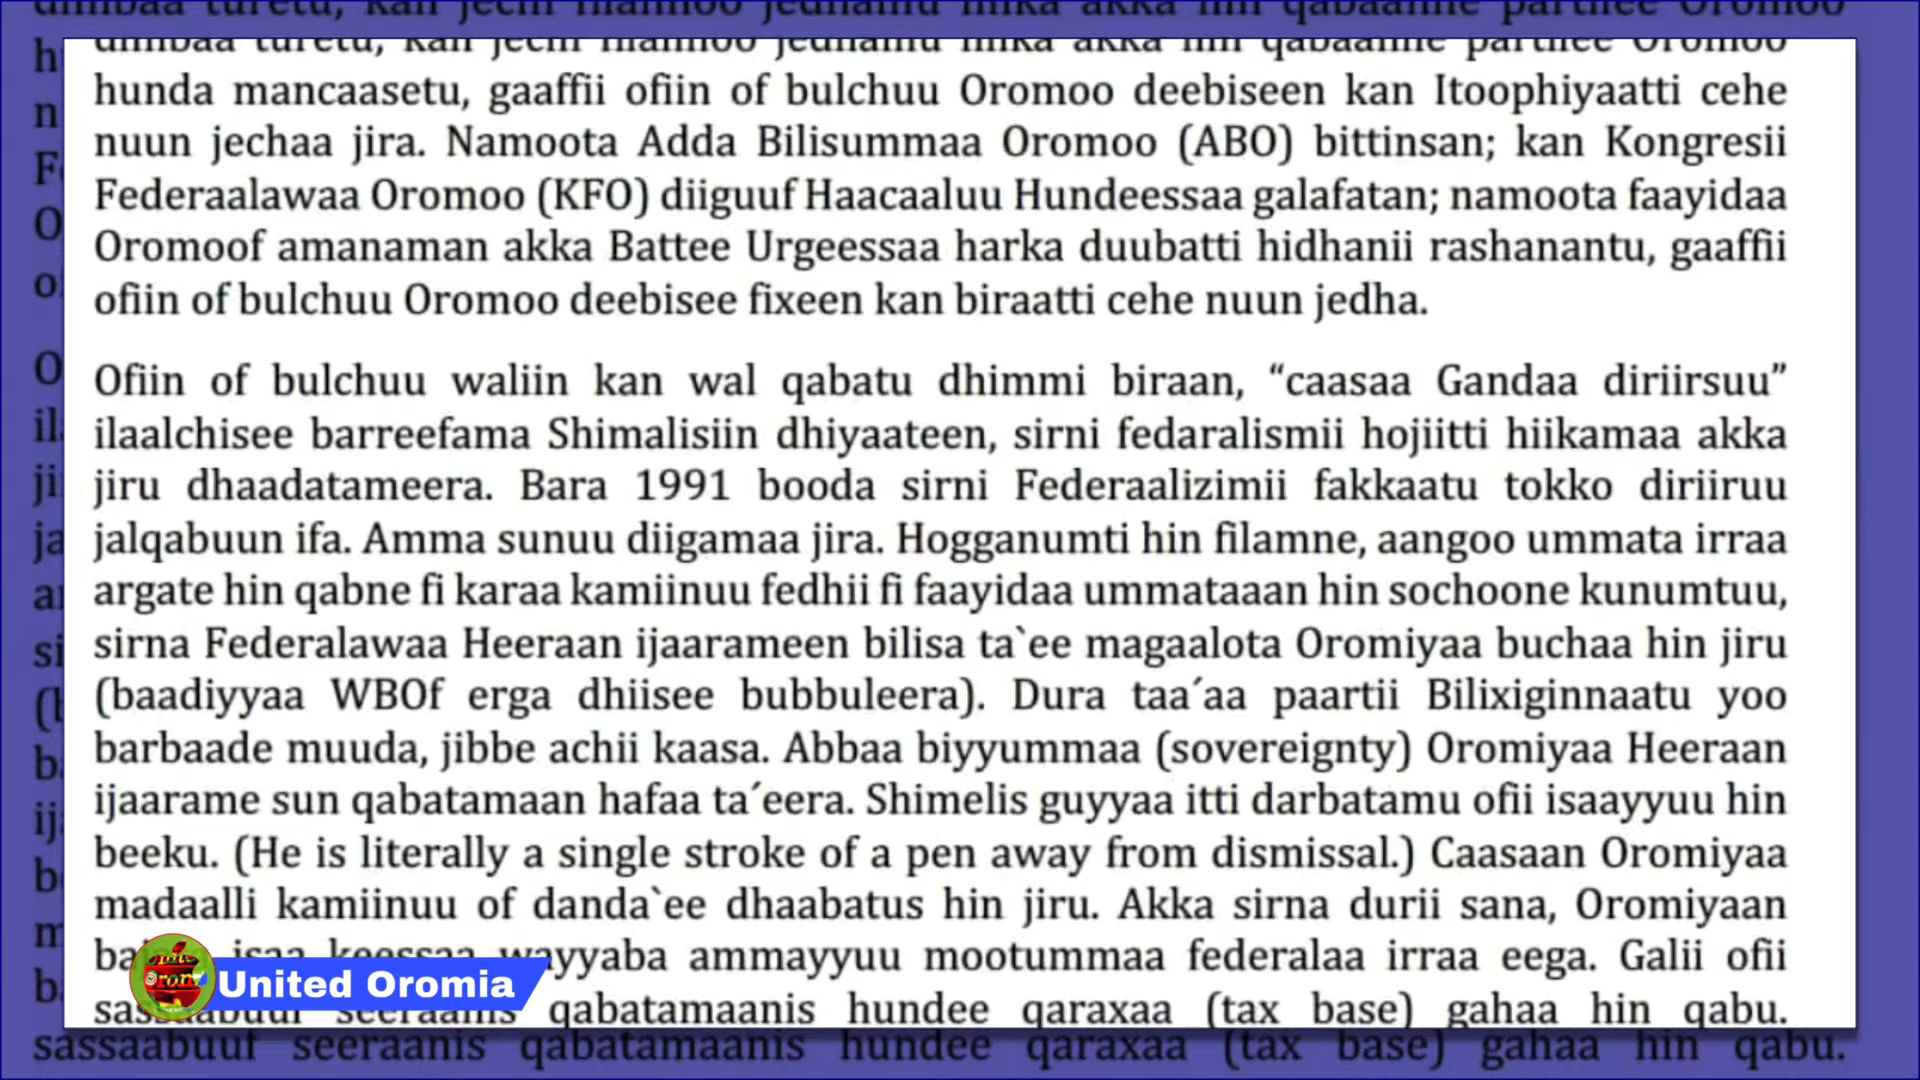 hunda mancaasetu, gaaffii ofiin of bulchuu Oromoo deebiseen kan Itoophiyaatti cehe
nuun jechaa jira. Namoota Adda Bilisummaa Oromoo (ABO) bittinsan; kan Kongresii
Federaalawaa Oromoo (KFO) diiguuf Haacaaluu Hundeessaa galafatan; namoota faayidaa
Oromoof amanaman akka Battee Urgeessaa harka duubatti hidhanii rashanantu, gaaffii
ofiin of bulchuu Oromoo deebisee fixeen kan biraatti cehe nuun jedha.
Ofiin of bulchuu waliin kan wal qabatu dhimmi biraan, “caasaa Gandaa diriirsuu”
ilaalchisee barreefama Shimalisiin dhiyaateen, sirni fedaralismii hojiitti hiikamaa akka
jiru dhaadatameera. Bara 1991 booda sirni Federaalizimii fakkaatu tokko diriiruu
jalqabuun ifa. Amma sunuu diigamaa jira. Hogganumti hin filamne, aangoo ummata irraa
argate hin qabne fi karaa kamiinuu fedhii fi faayidaa ummataaan hin sochoone kunumtuu,
sirna Federalawaa Heeraan ijaarameen bilisa ta`ee magaalota Oromiyaa buchaa hin jiru
(baadiyyaa WBOf erga dhiisee bubbuleera). Dura taa´aa paartii Bilixiginnaatu yoo
barbaade muuda, jibbe achii kaasa. Abbaa biyyummaa (sovereignty) Oromiyaa Heeraan
ijaarame sun qabatamaan hafaa ta´eera. Shimelis guyyaa itti darbatamu ofii isaayyuu hin
beeku. (He is literally a single stroke of a pen away from dismissal.) Caasaan Oromiyaa
madaalli kamiinuu of danda`ee dhaabatus hin jiru. Akka sirna durii sana, Oromiyaan
isaa keessaa wayyaba ammayyuu mootummaa federalaa irraa eega. Galii ofii
sassaabuuf seeraanis qabatamaanis hundee qaraxaa (tax base) gahaa hin qabu.
United Oromia